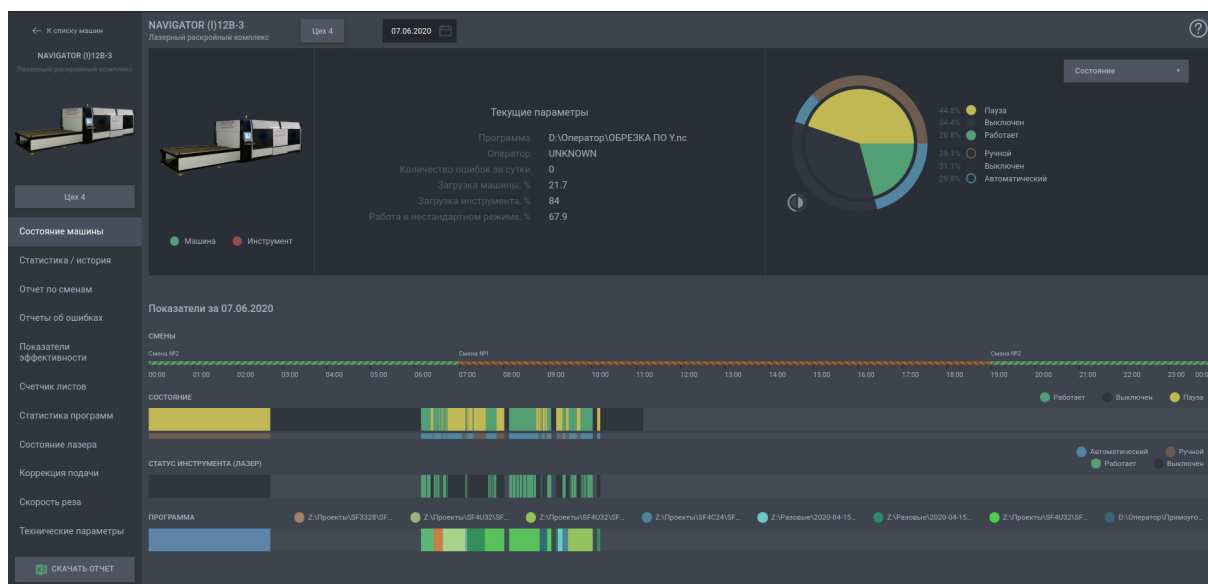 К списку машин
NAVIGATOR (I)12В-3
Лазерный раскройный комплекс
Цех 4
Состояние машины
Статистика / история
Отчет по сменам
Отчеты об ошибках
Показатели
эффективности
Счетчик листов
Статистика программ
Состояние лазера
Коррекция подачи
Скорость реза
Технические параметры
СКАЧАТЬ ОТЧЕТ
NAVIGATOR (I)12В-3
Лазерный раскройный комплекс
Цех 4
07.06.2020
?
Машина Инструмент
Текущие параметры
Программа D:\Оператор\ОБРЕЗКА ПО Y.nc
Оператор UNKNOWN
Количество ошибок за сутки 0
Загрузка машины, % 21.7
Загрузка инструмента, % 84
Работа в нестандартном режиме, % 67.9
Состояние
44.8% Пауза
34.4% Выключен
20.8% Работает
39.1% Ручной
31.1% Выключен
29.8% Автоматический
Показатели за 07.06.2020
СМЕНЫ
Смена №2 Смена №1 Смена №2
00:00 01:00 02:00 03:00 04:00 05:00 06:00 07:00 08:00 09:00 10:00 11:00 12:00 13:00 14:00 15:00 16:00 17:00 18:00 19:00 20:00 21:00 22:00 23:00 00:0
СОСТОЯНИЕ Работает Выключен Пауза
Автоматический Ручной
СТАТУС ИНСТРУМЕНТА (ЛАЗЕР) Работает Выключен
ПРОГРАММА Z:\Проекты\SF3328\SF... Z:\Проекты\SF4U32\SF... Z:\Проекты\SF4U32\SF... Z:\Проекты\SF4C24\SF... Z:\Разовые\2020-04-15... Z:\Разовые\2020-04-15... Z:\Проекты\SF4U32\SF... D:\Оператор\Прямоуго...